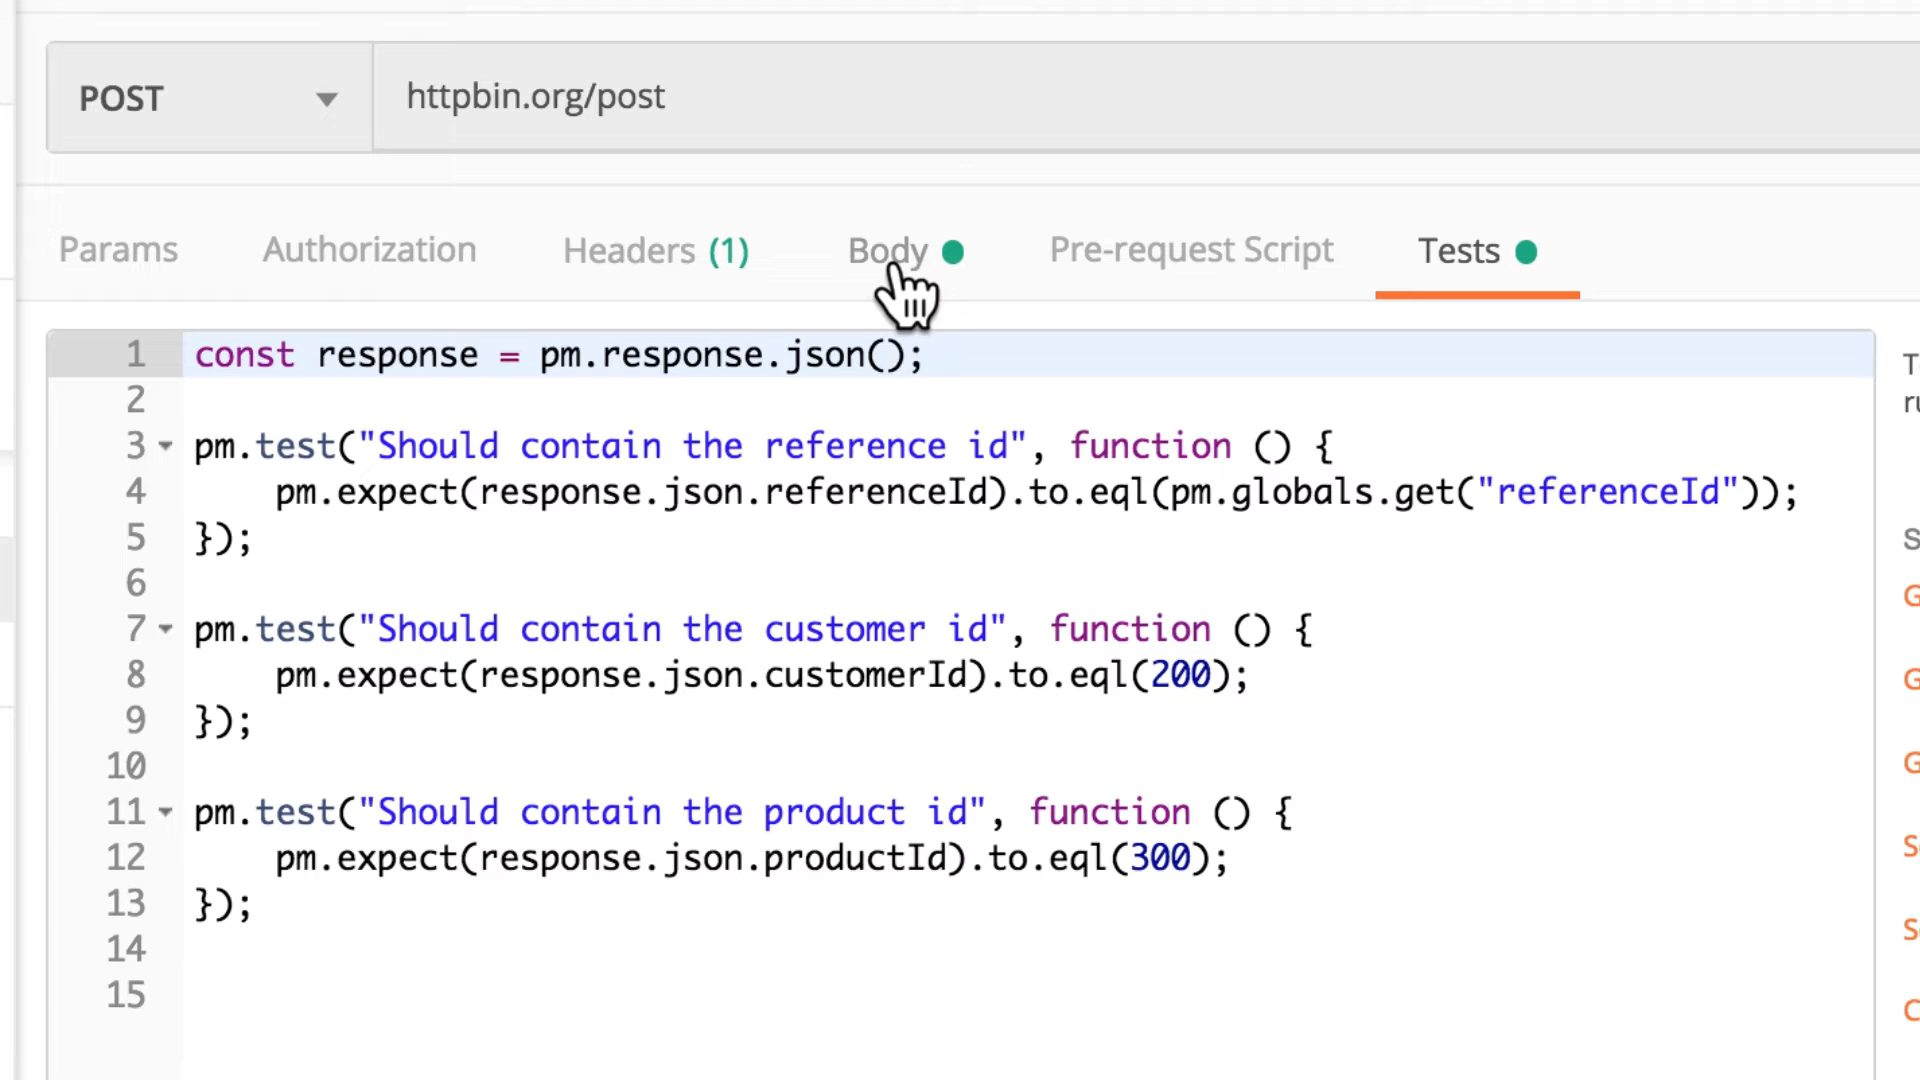 POST httpbin.org/post
Params Authorization Headers (1) Body Pre-request Script Tests
1 const response = pm.response.json();
2
3 pm.test("Should contain the reference id", function () {
4 pm.expect(response.json.referenceId).to.eql(pm.globals.get("referenceId"));
5 });
6
7 pm.test("Should contain the customer id", function () {
8 pm.expect(response.json.customerId).to.eql(200);
9 });
10
11 pm.test("Should contain the product id", function () {
12 pm.expect(response.json.productId).to.eql(300);
13 });
14
15